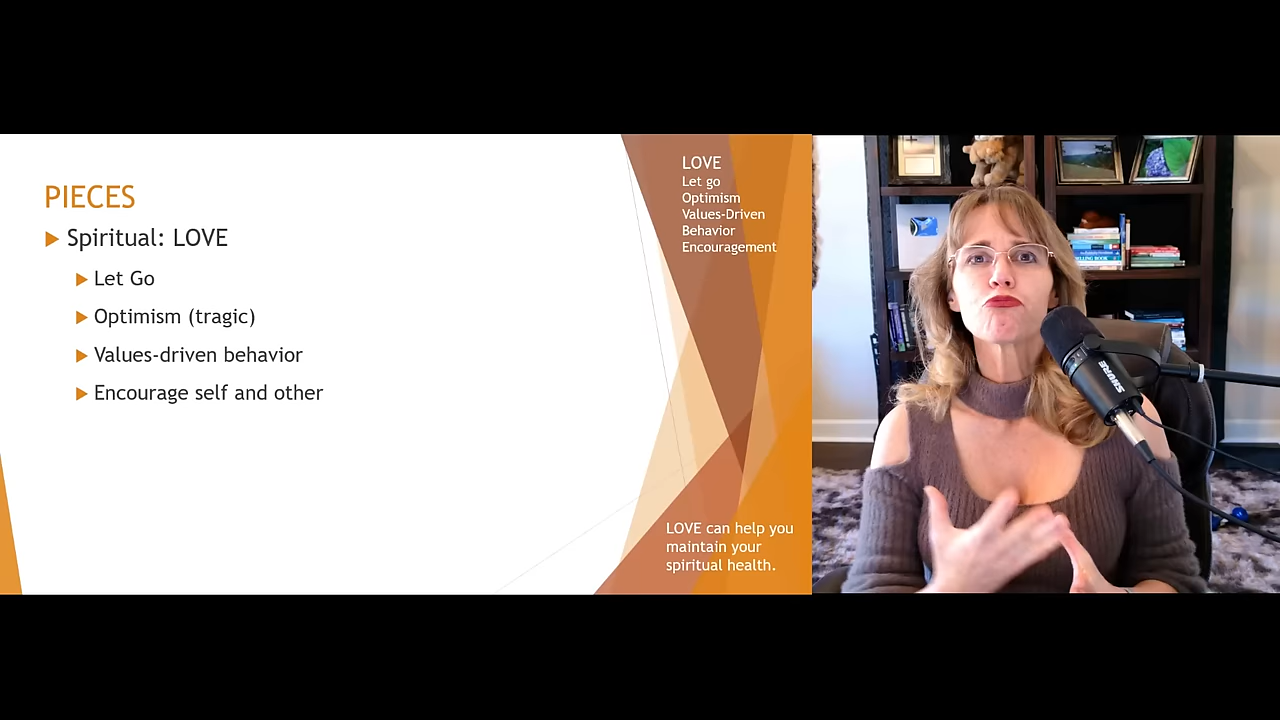 PIECES
Spiritual: LOVE
Let Go
Optimism (tragic)
Values-driven behavior
Encourage self and other
LOVE
Let go
Optimism
Values-Driven
Behavior
Encouragement
LOVE can help you
maintain your
spiritual health.
SHURE